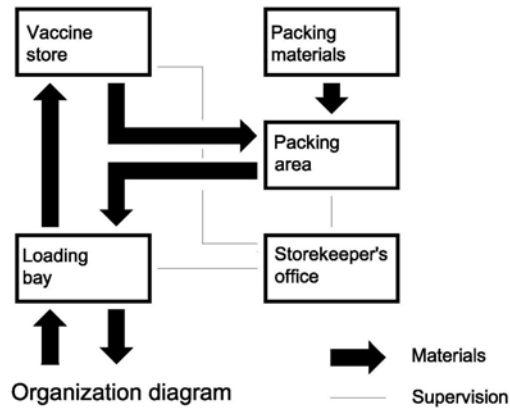 Vaccine
store
Packing
materials
Packing
area
Loading
bay
Storekeeper's
office
Materials
Organization diagram
Supervision